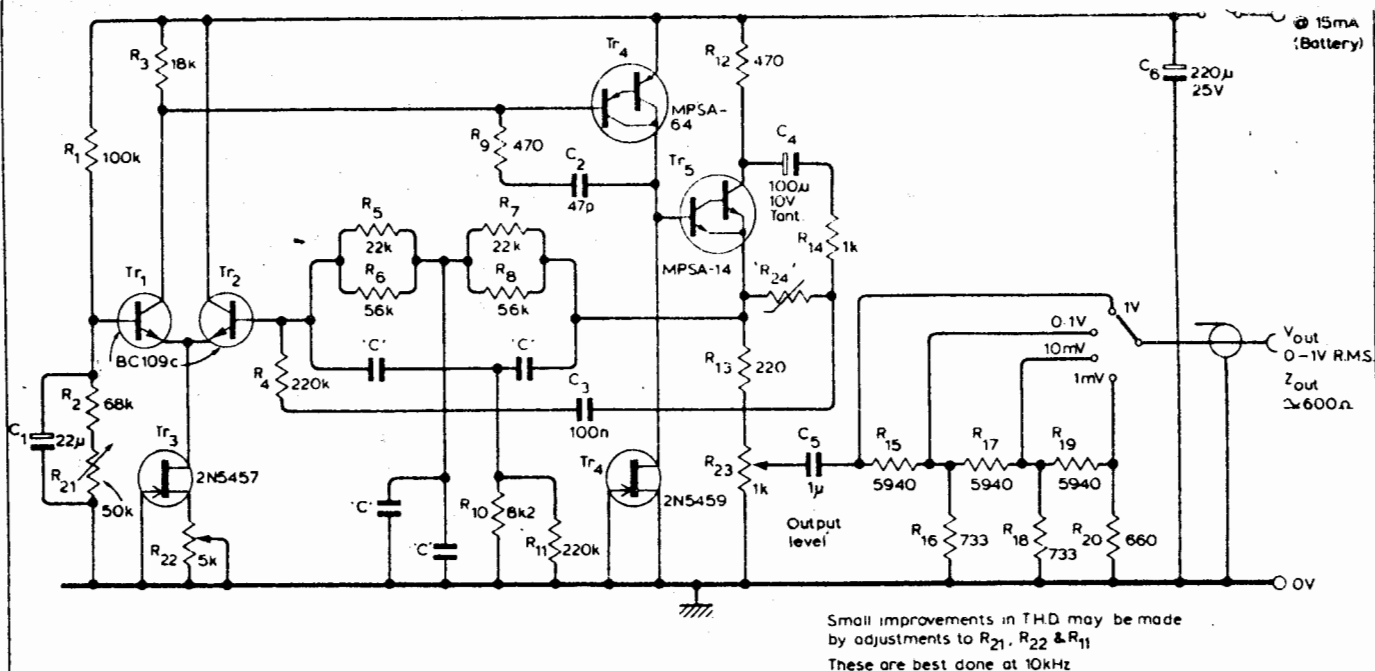 @ 15mA
(Battery)
R3
18k
Tr4
R12
470
C6
220µ
25V
MPSA-
64
R1
100k
R9
470
C2
47p
C4
100µ
10V
Tant.
Tr5
R14
1k
MPSA-14
R5
22k
R6
56k
R7
22k
R8
56k
'R24'
Tr1
Tr2
BC109c
R4
220k
'C'
'C'
C3
100n
R13
220
1V
0·1V
10mV
1mV
Vout
0-1V R.M.S.
Zout
≃600Ω
R2
68k
C1
22µ
R21
50k
Tr3
2N5457
R22
5k
'C'
'C'
R10
8k2
R11
220k
Tr4
2N5459
R23
1k
C5
1µ
Output
level
R15
5940
R17
5940
R19
5940
R16
733
R18
733
R20
660
0V
Small improvements in T.H.D. may be made
by adjustments to R21, R22 & R11
These are best done at 10kHz